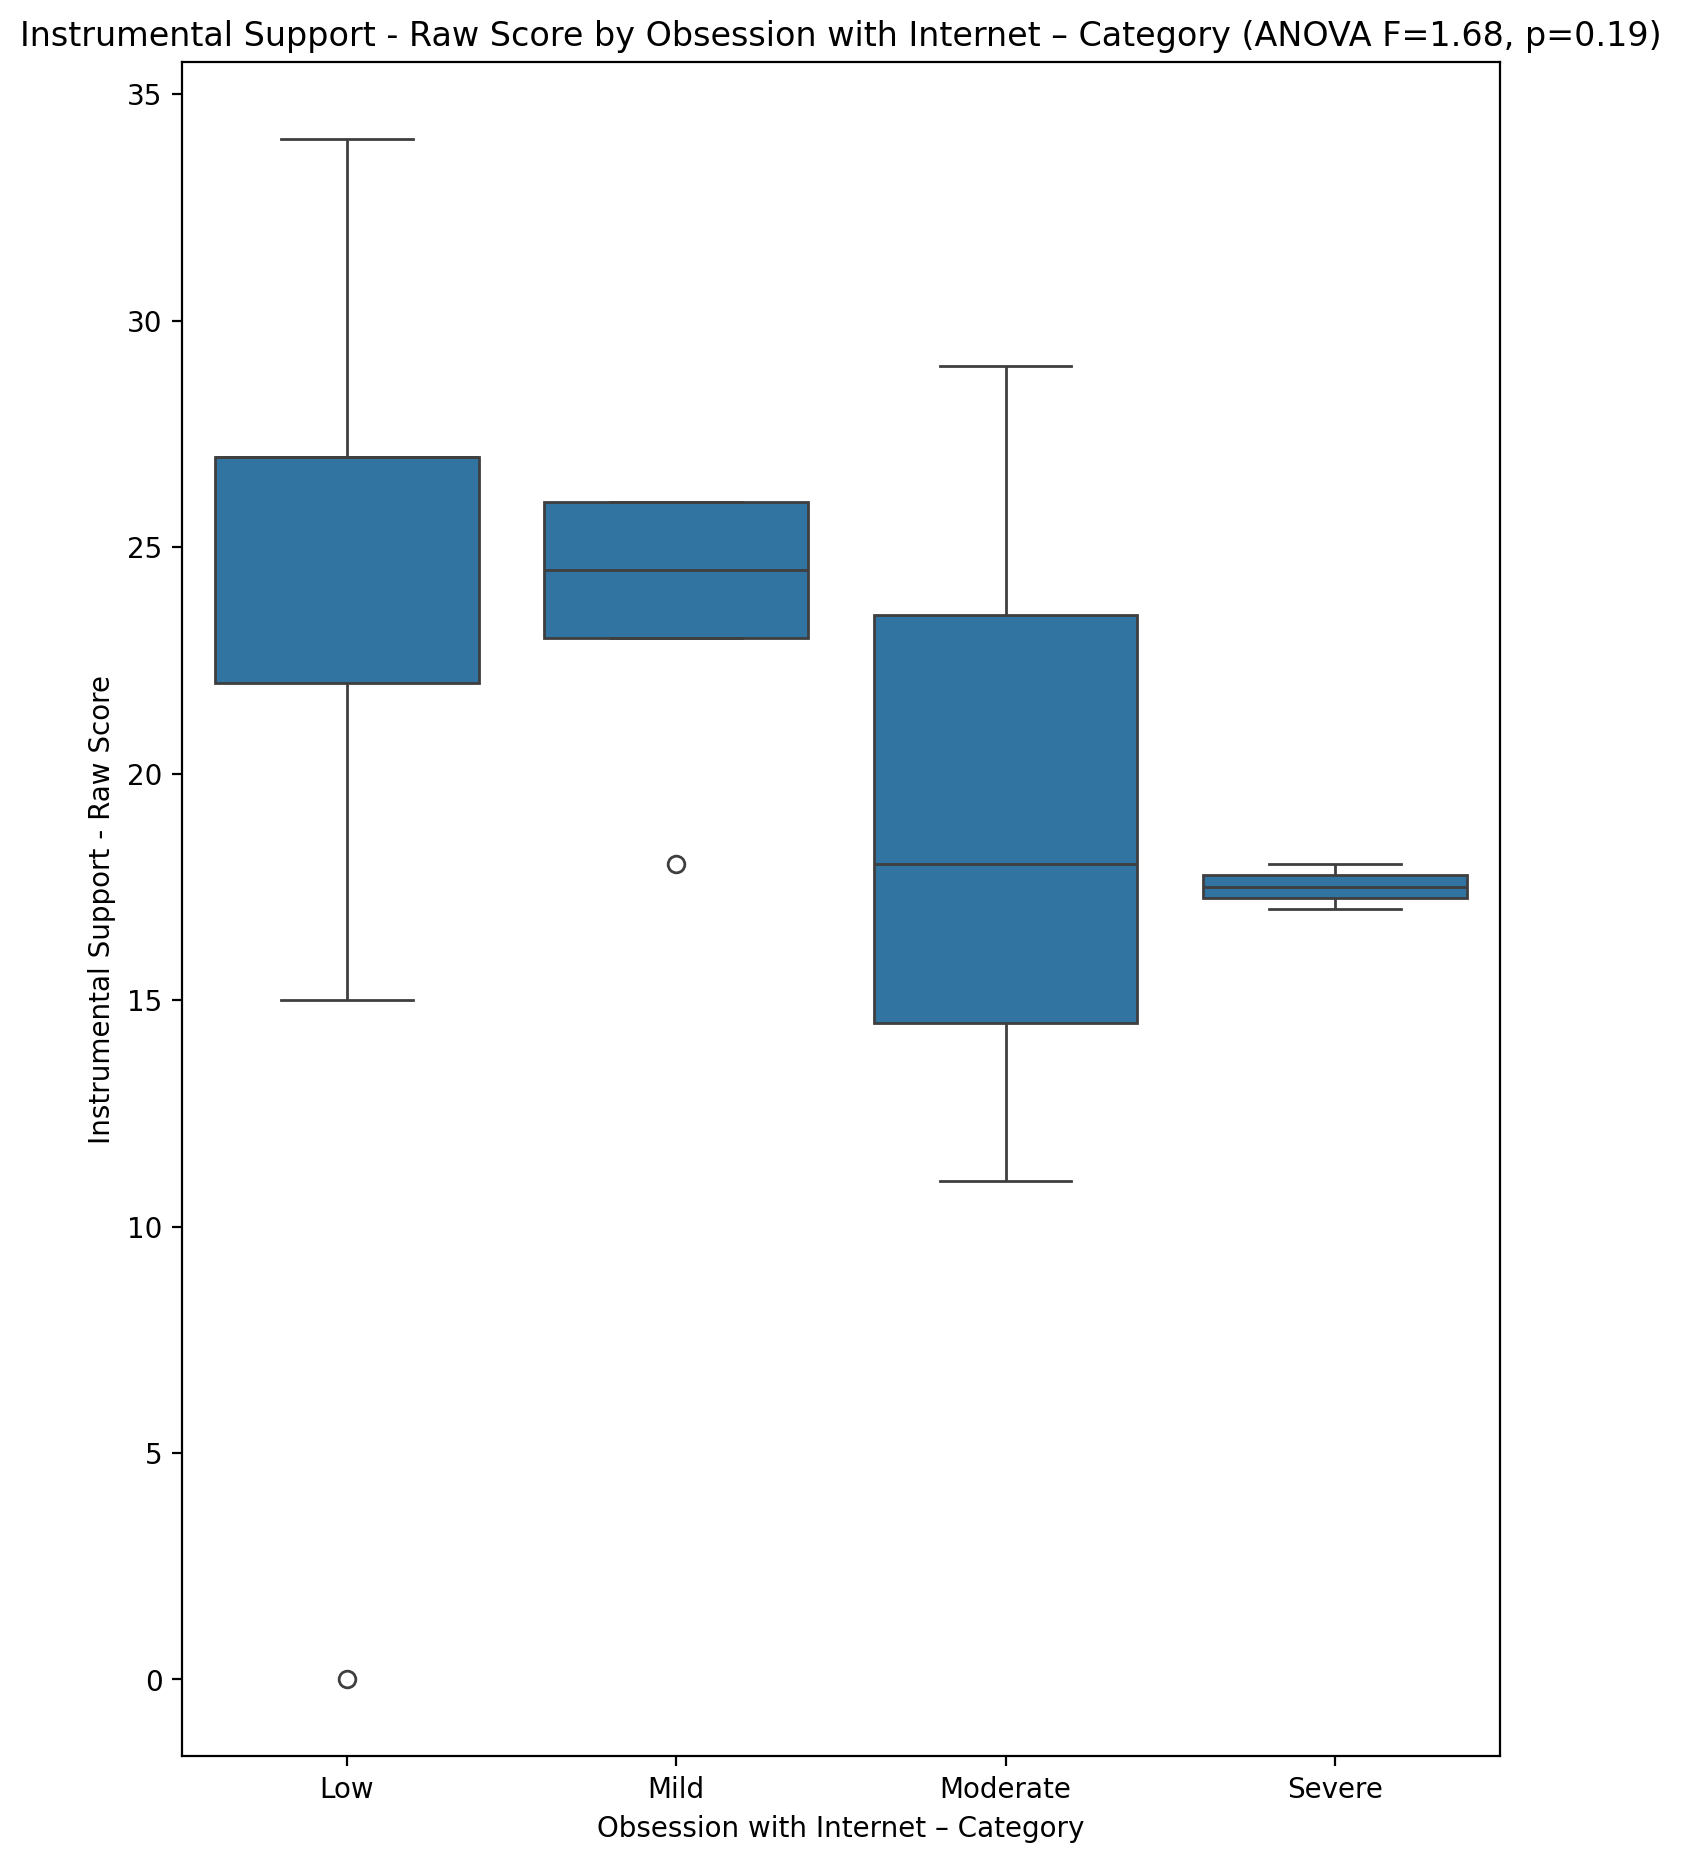 Instrumental Support - Raw Score by Obsession with Internet – Category (ANOVA F=1.68, p=0.19)
Instrumental Support - Raw Score
35
30
25
20
15
10
5
0
Low Mild Moderate Severe
Obsession with Internet – Category